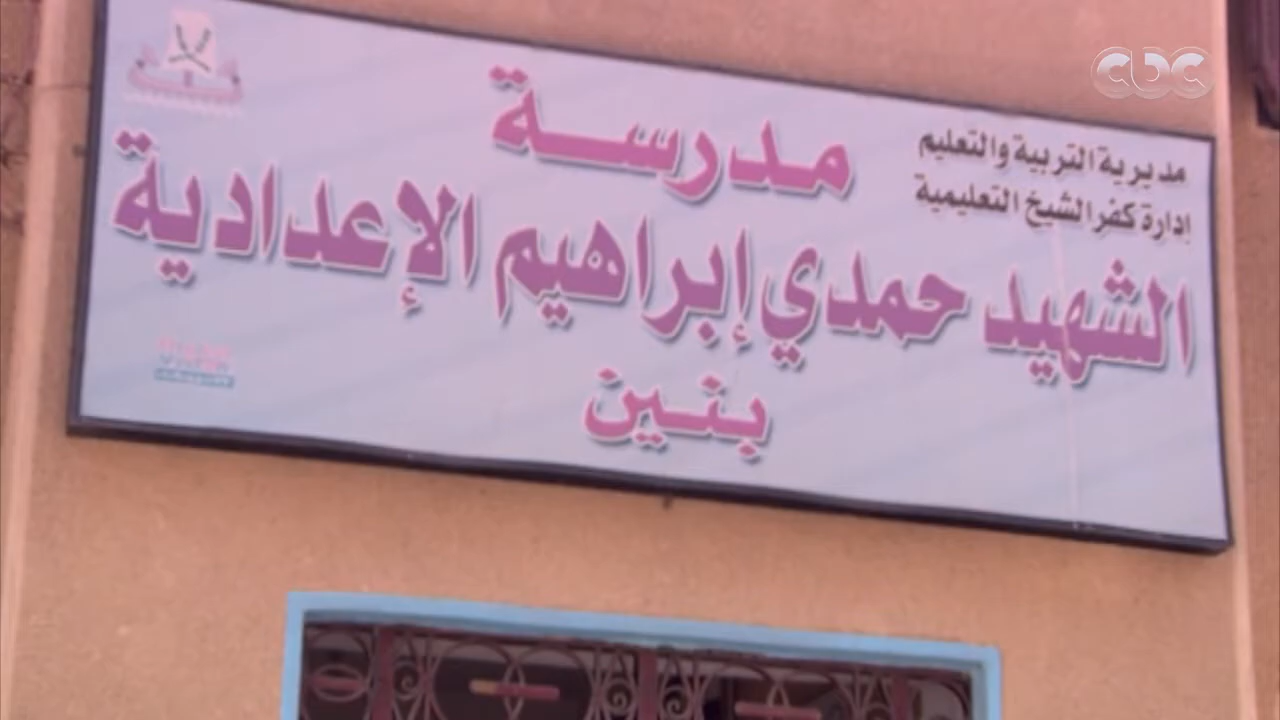 مديرية التربية والتعليم
إدارة كفر الشيخ التعليمية
مدرسة
الشهيد حمدي إبراهيم الإعدادية
بنين
cbc